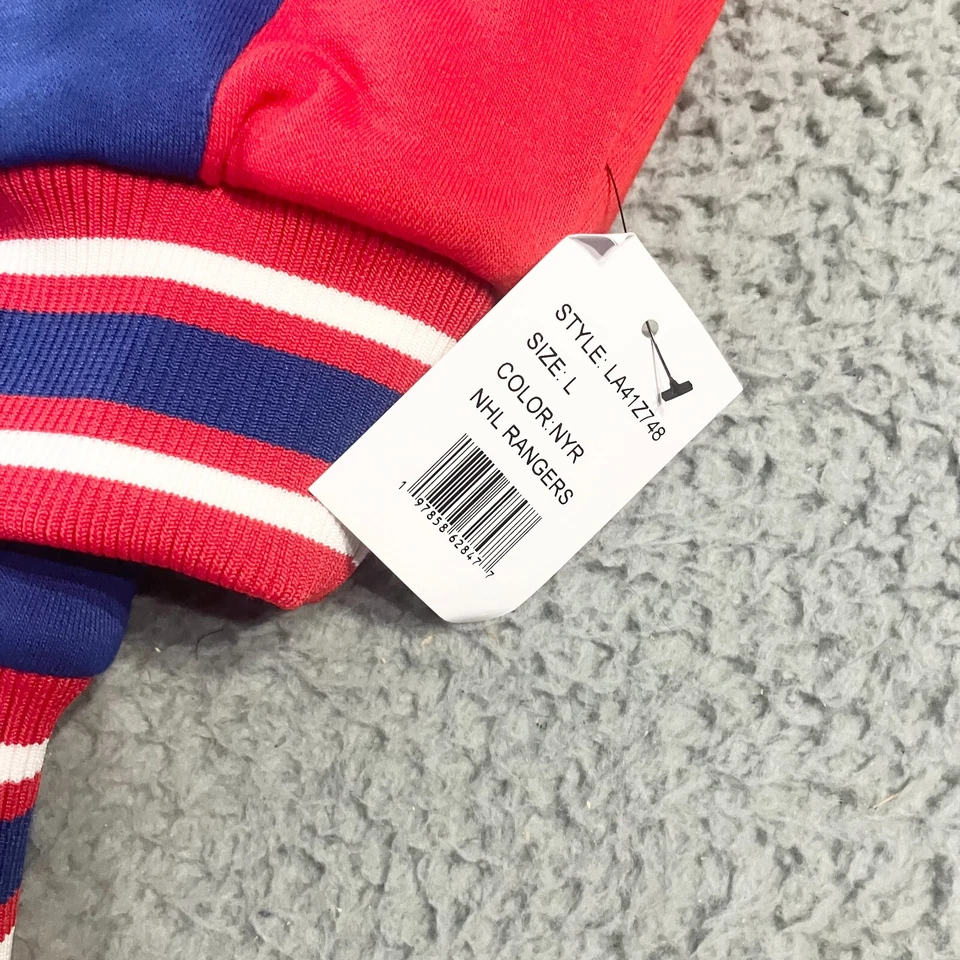 STYLE: LA41Z748
SIZE: L
COLOR:NYR
NHL RANGERS
1 97858 62847 7